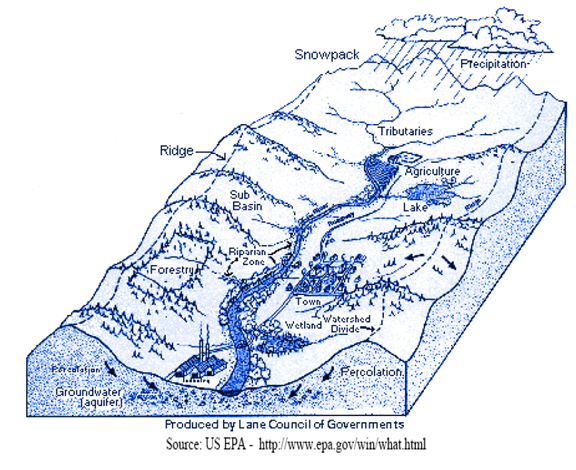 Snowpack
Precipitation
Tributaries
Ridge
Agriculture
Sub
Basin
Lake
Riparian
Zone
Forestry
Town
Watershed
Divide
Wetland
Percolation
Percolation
Groundwater
(aquifer)
Produced by Lane Council of Governments
Source: US EPA - http://www.epa.gov/win/what.html